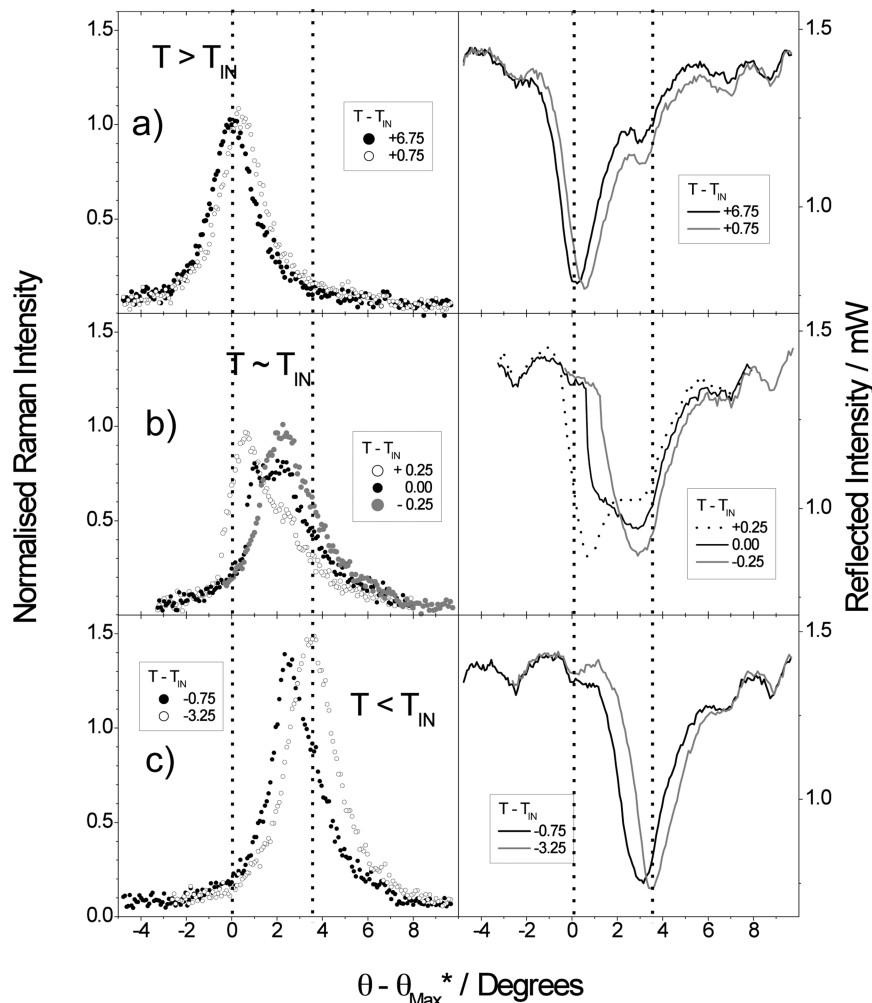 Normalised Raman Intensity
1.5
1.0
0.5
T > T_IN
a)
T - T_IN
+6.75
+0.75
T - T_IN
+6.75
+0.75
1.5
1.0
1.5
1.0
0.5
T ~ T_IN
b)
T - T_IN
+ 0.25
0.00
- 0.25
T - T_IN
+0.25
0.00
-0.25
1.5
1.0
1.5
1.0
0.5
0.0
T - T_IN
-0.75
-3.25
T < T_IN
c)
T - T_IN
-0.75
-3.25
1.5
1.0
Reflected Intensity / mW
-4 -2 0 2 4 6 8
-4 -2 0 2 4 6 8
θ - θ_Max* / Degrees